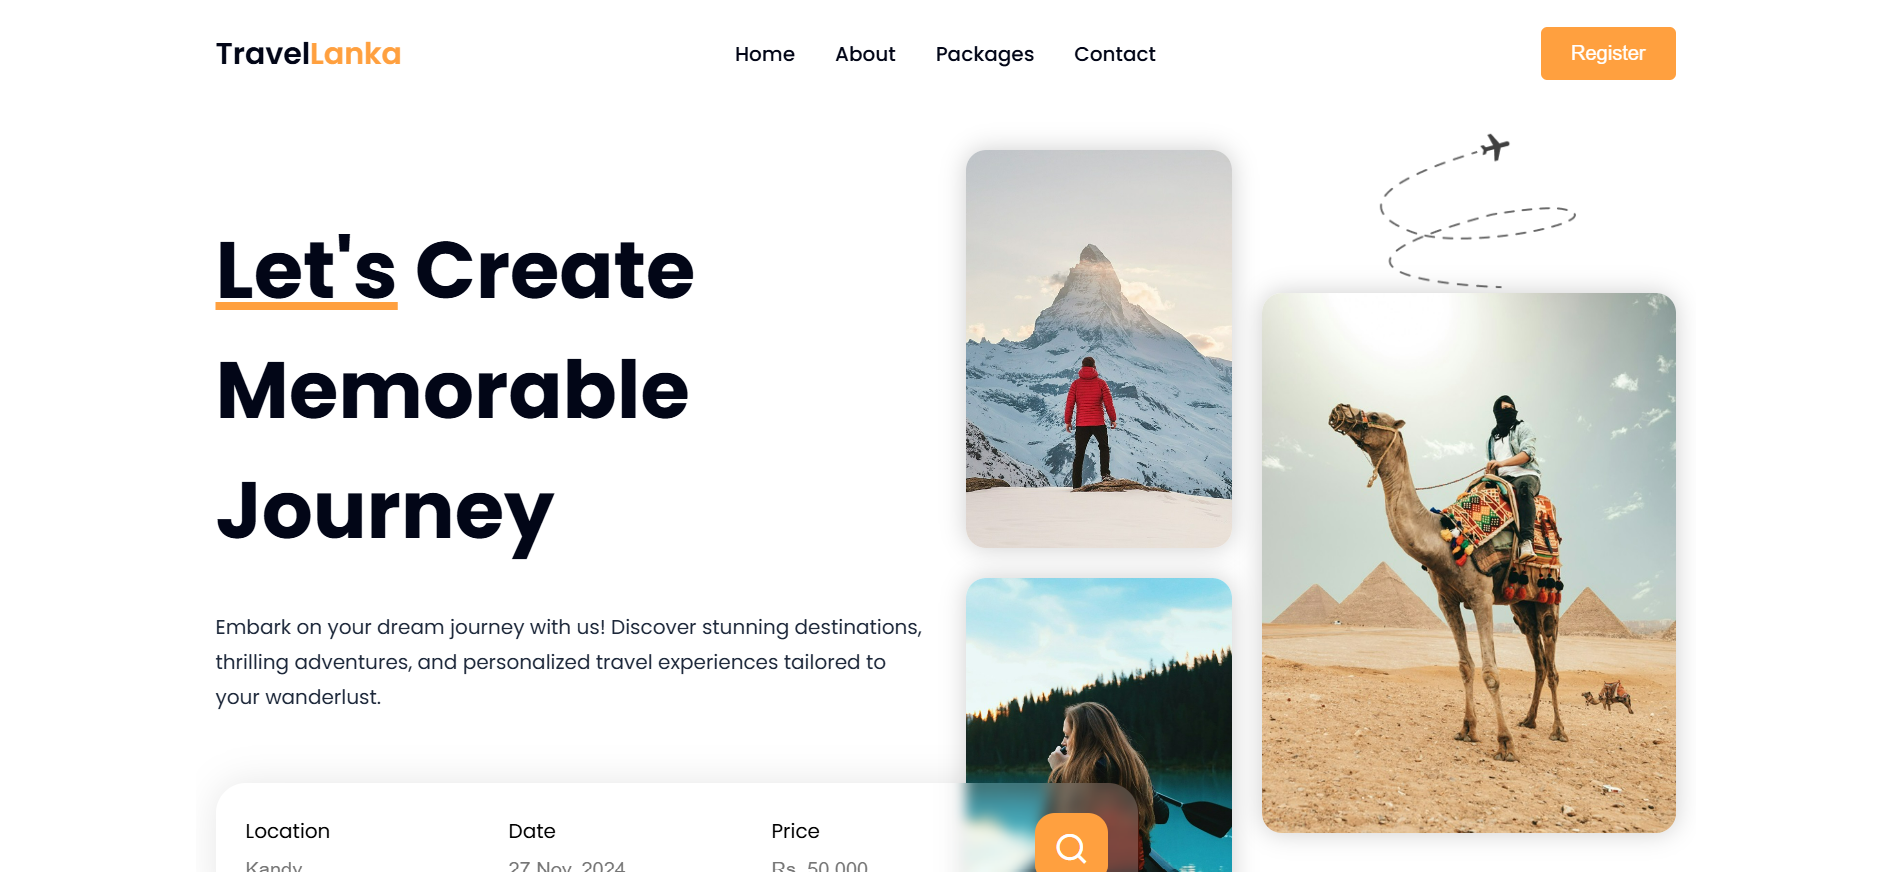 TravelLanka
Home About Packages Contact
Register
Let's Create
Memorable
Journey
Embark on your dream journey with us! Discover stunning destinations,
thrilling adventures, and personalized travel experiences tailored to
your wanderlust.
Location Date Price
Kandy 27 Nov, 2024 Rs. 50,000